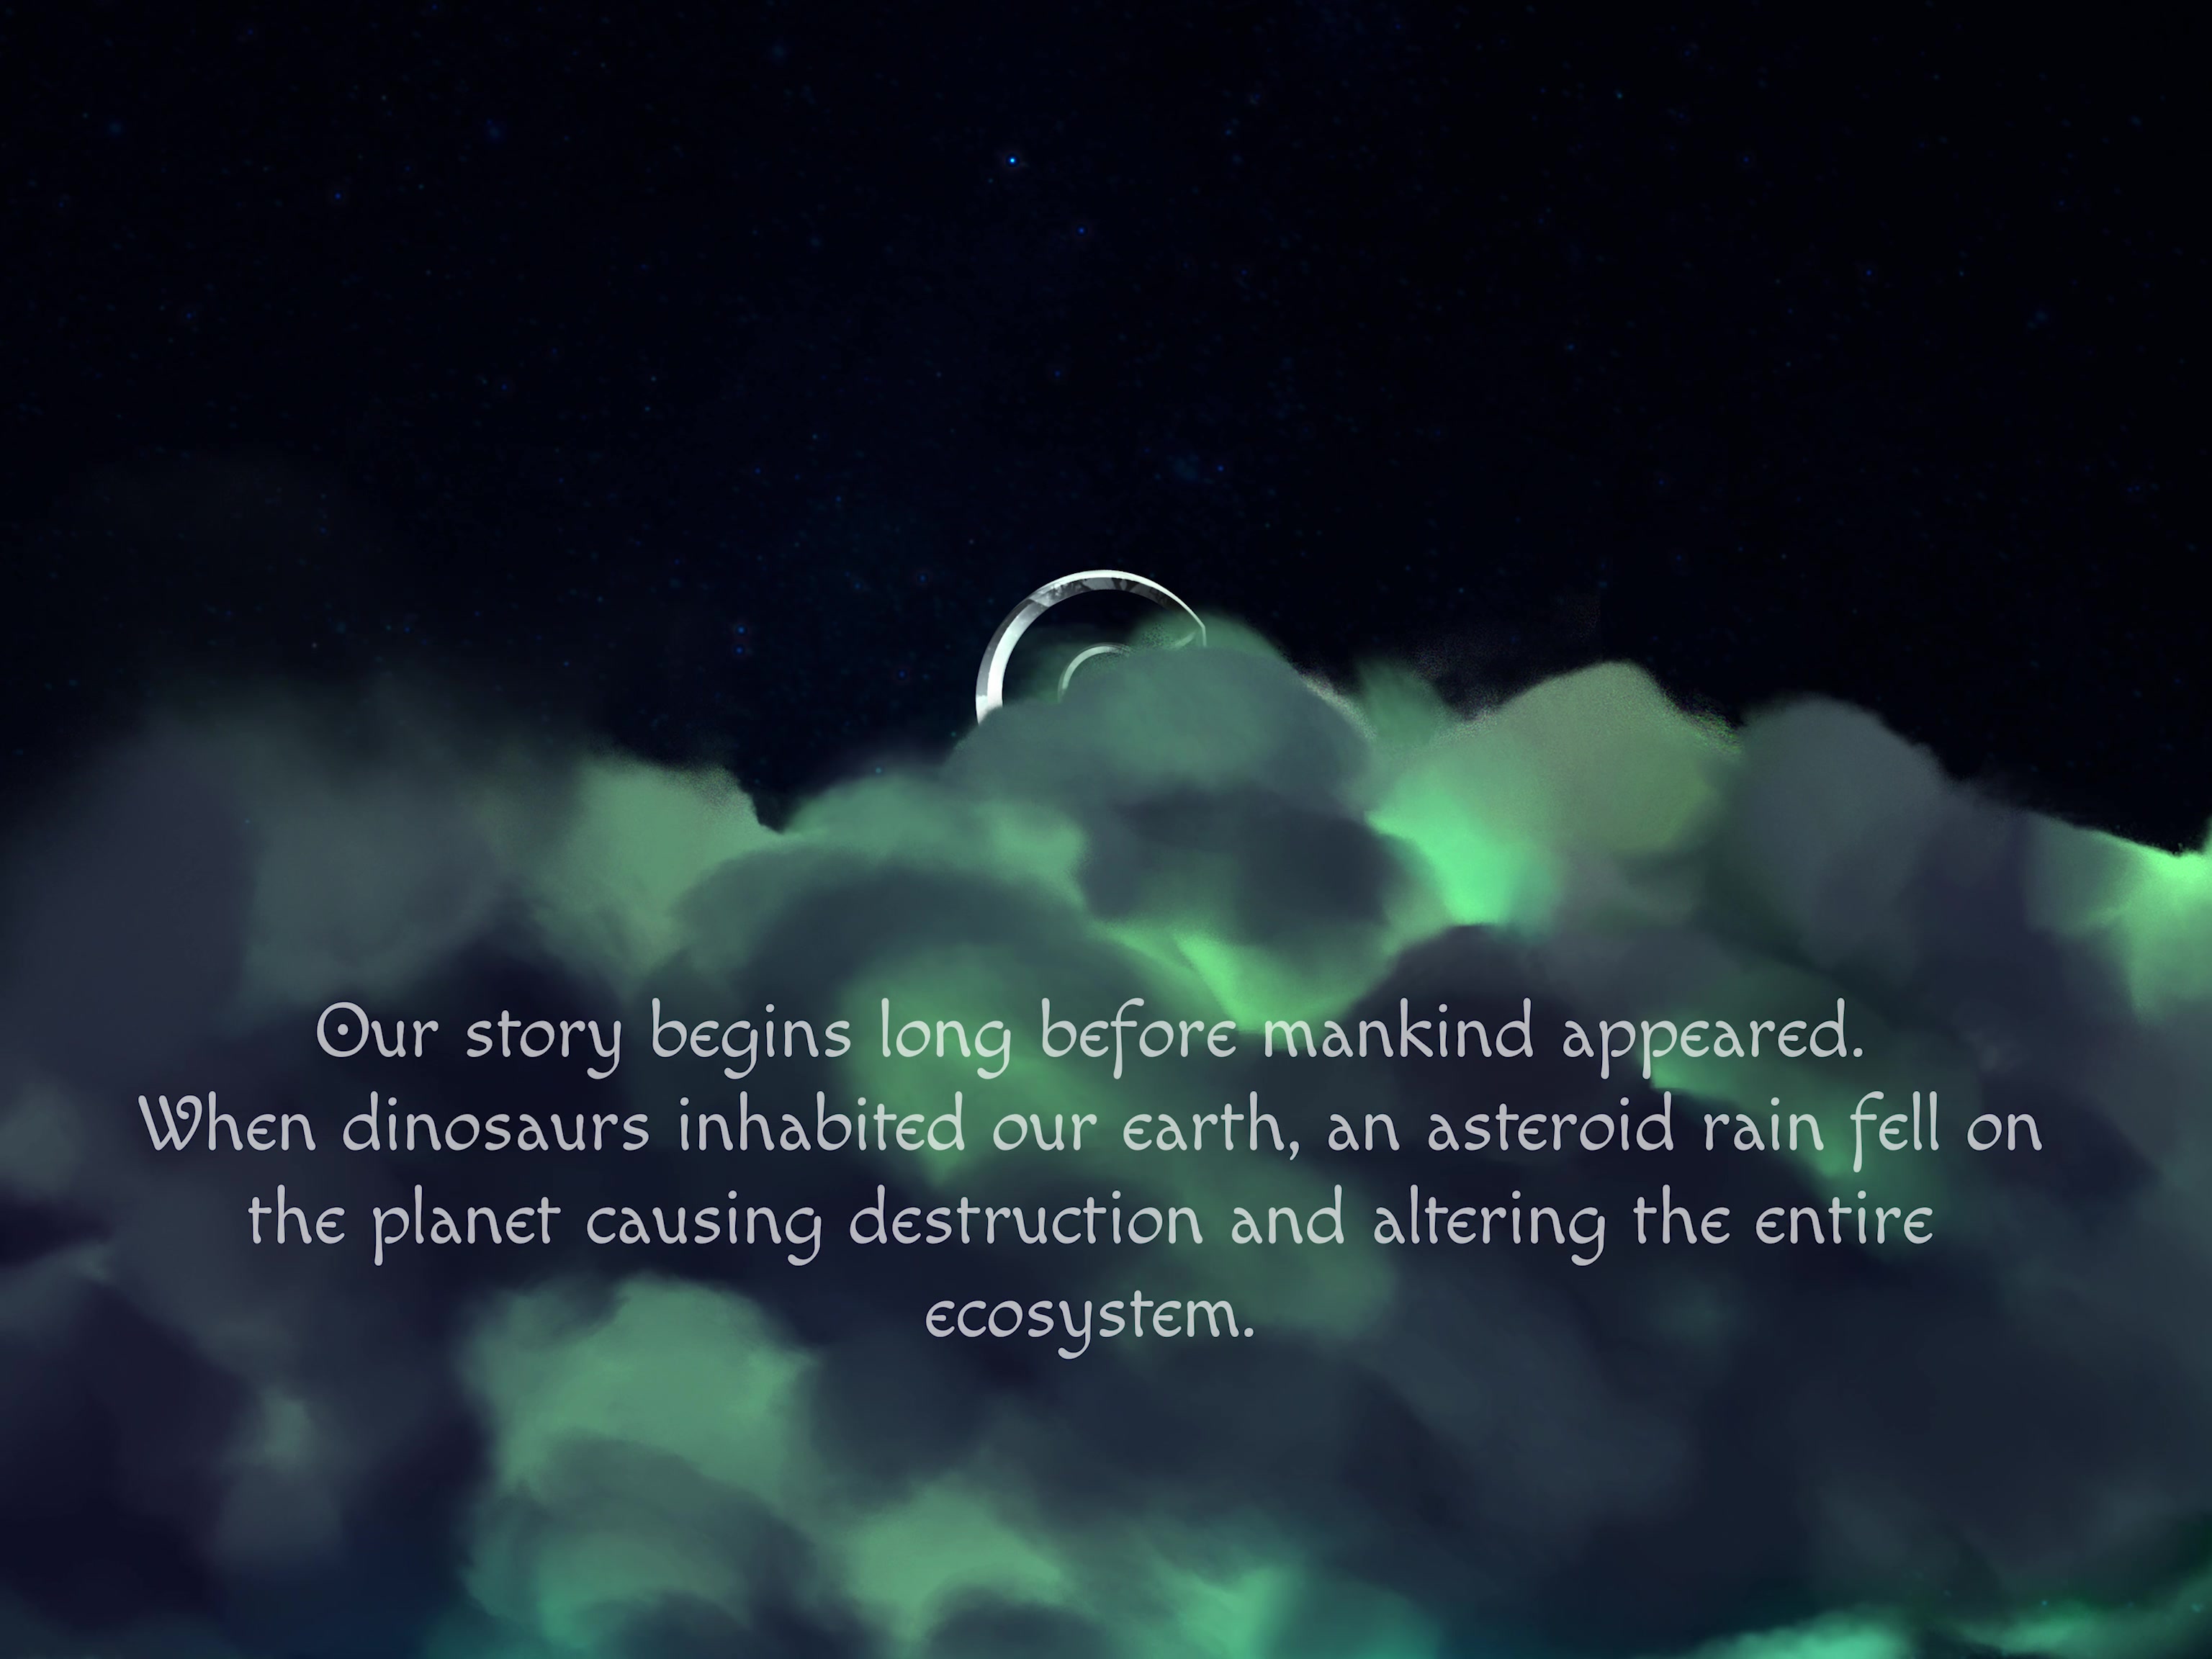 Our story begins long before mankind appeared.
When dinosaurs inhabited our earth, an asteroid rain fell on
the planet causing destruction and altering the entire
ecosystem.